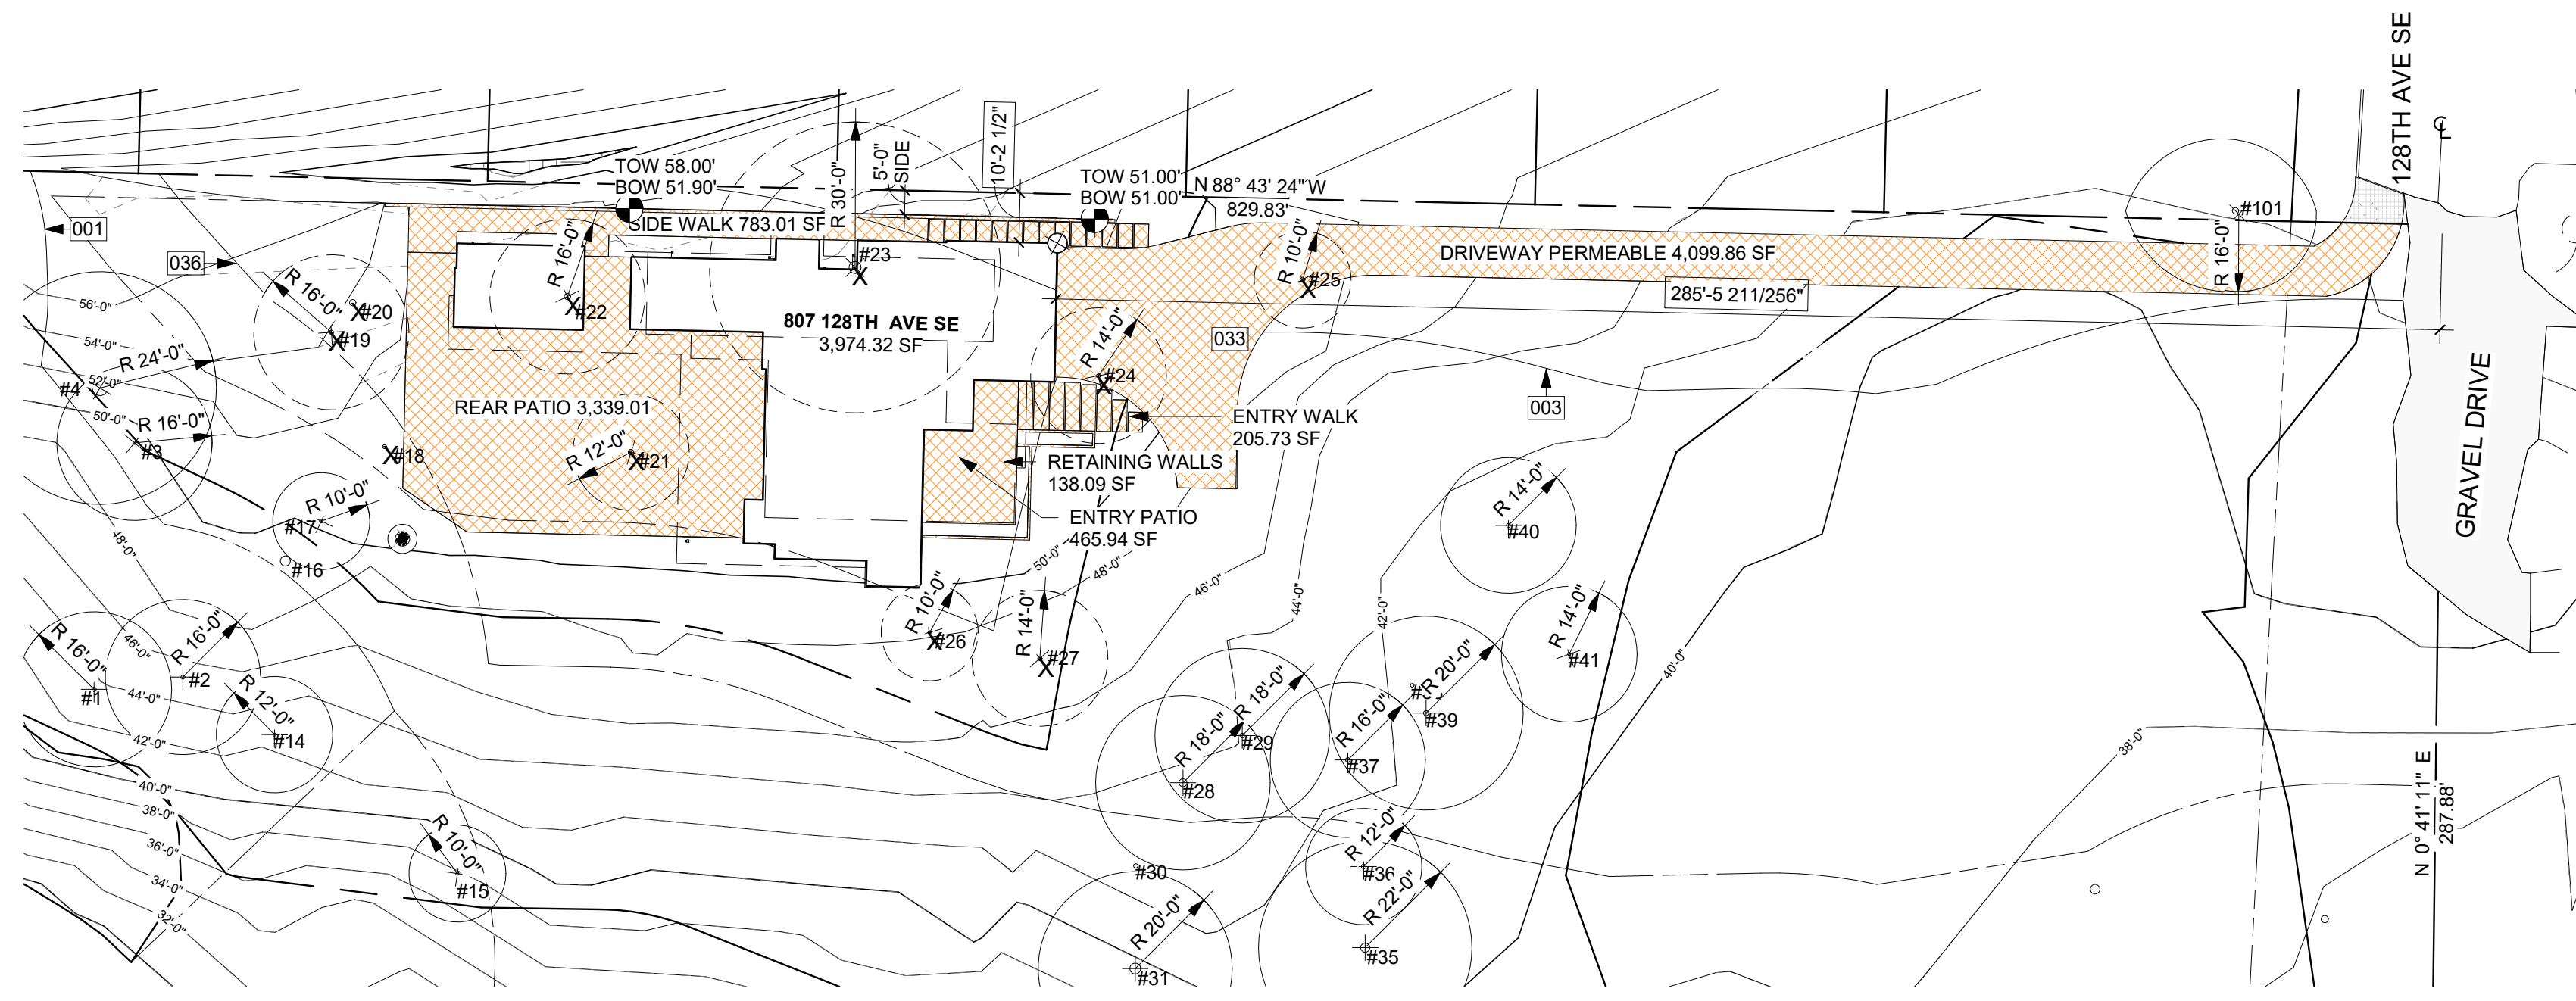 128TH AVE SE
℄
TOW 58.00'
BOW 51.90'
R 30'-0"
5'-0"
SIDE
10'-2 1/2"
TOW 51.00'
BOW 51.00'
N 88° 43' 24" W
829.83'
SIDE WALK 783.01 SF
001
036
R 16'-0"
#20
#19
R 16'-0"
#22
#23
R 10'-0"
#25
DRIVEWAY PERMEABLE 4,099.86 SF
285'-5 211/256"
R 16'-0"
#101
56'-0"
54'-0"
52'-0"
50'-0"
R 24'-0"
#4
R 16'-0"
#3
807 128TH AVE SE
3,974.32 SF
R 14'-0"
#24
033
003
REAR PATIO 3,339.01
R 12'-0"
#21
#18
ENTRY WALK
205.73 SF
RETAINING WALLS
138.09 SF
ENTRY PATIO
465.94 SF
GRAVEL DRIVE
R 10'-0"
#17
#16
48'-0"
R 14'-0"
#40
50'-0"
48'-0"
46'-0"
44'-0"
42'-0"
40'-0"
38'-0"
R 10'-0"
#26
R 14'-0"
#27
R 14'-0"
#41
R 16'-0"
#1
46'-0"
R 16'-0"
#2
44'-0"
R 12'-0"
#14
42'-0"
40'-0"
38'-0"
36'-0"
34'-0"
32'-0"
R 10'-0"
#15
R 18'-0"
#28
R 18'-0"
#29
R 16'-0"
#37
R 20'-0"
#39
#30
R 20'-0"
#31
R 12'-0"
#36
R 22'-0"
#35
N 0° 41' 11" E
287.88'